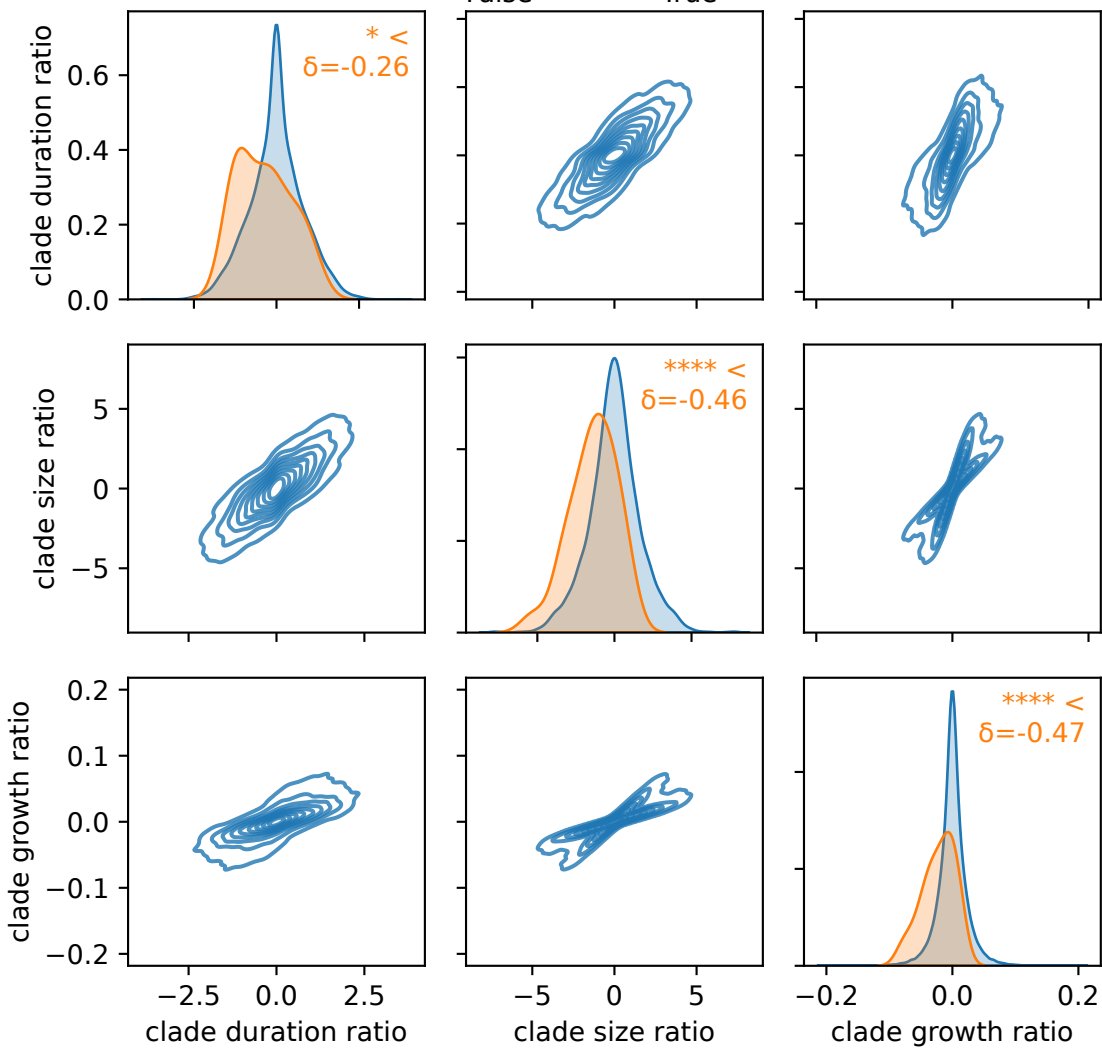 clade duration ratio
0.6
0.4
0.2
0.0
* <
δ=-0.26
clade size ratio
5
0
−5
**** <
δ=-0.46
clade growth ratio
0.2
0.1
0.0
−0.1
−0.2
**** <
δ=-0.47
−2.5 0.0 2.5
−5 0 5
−0.2 0.0 0.2
clade duration ratio
clade size ratio
clade growth ratio